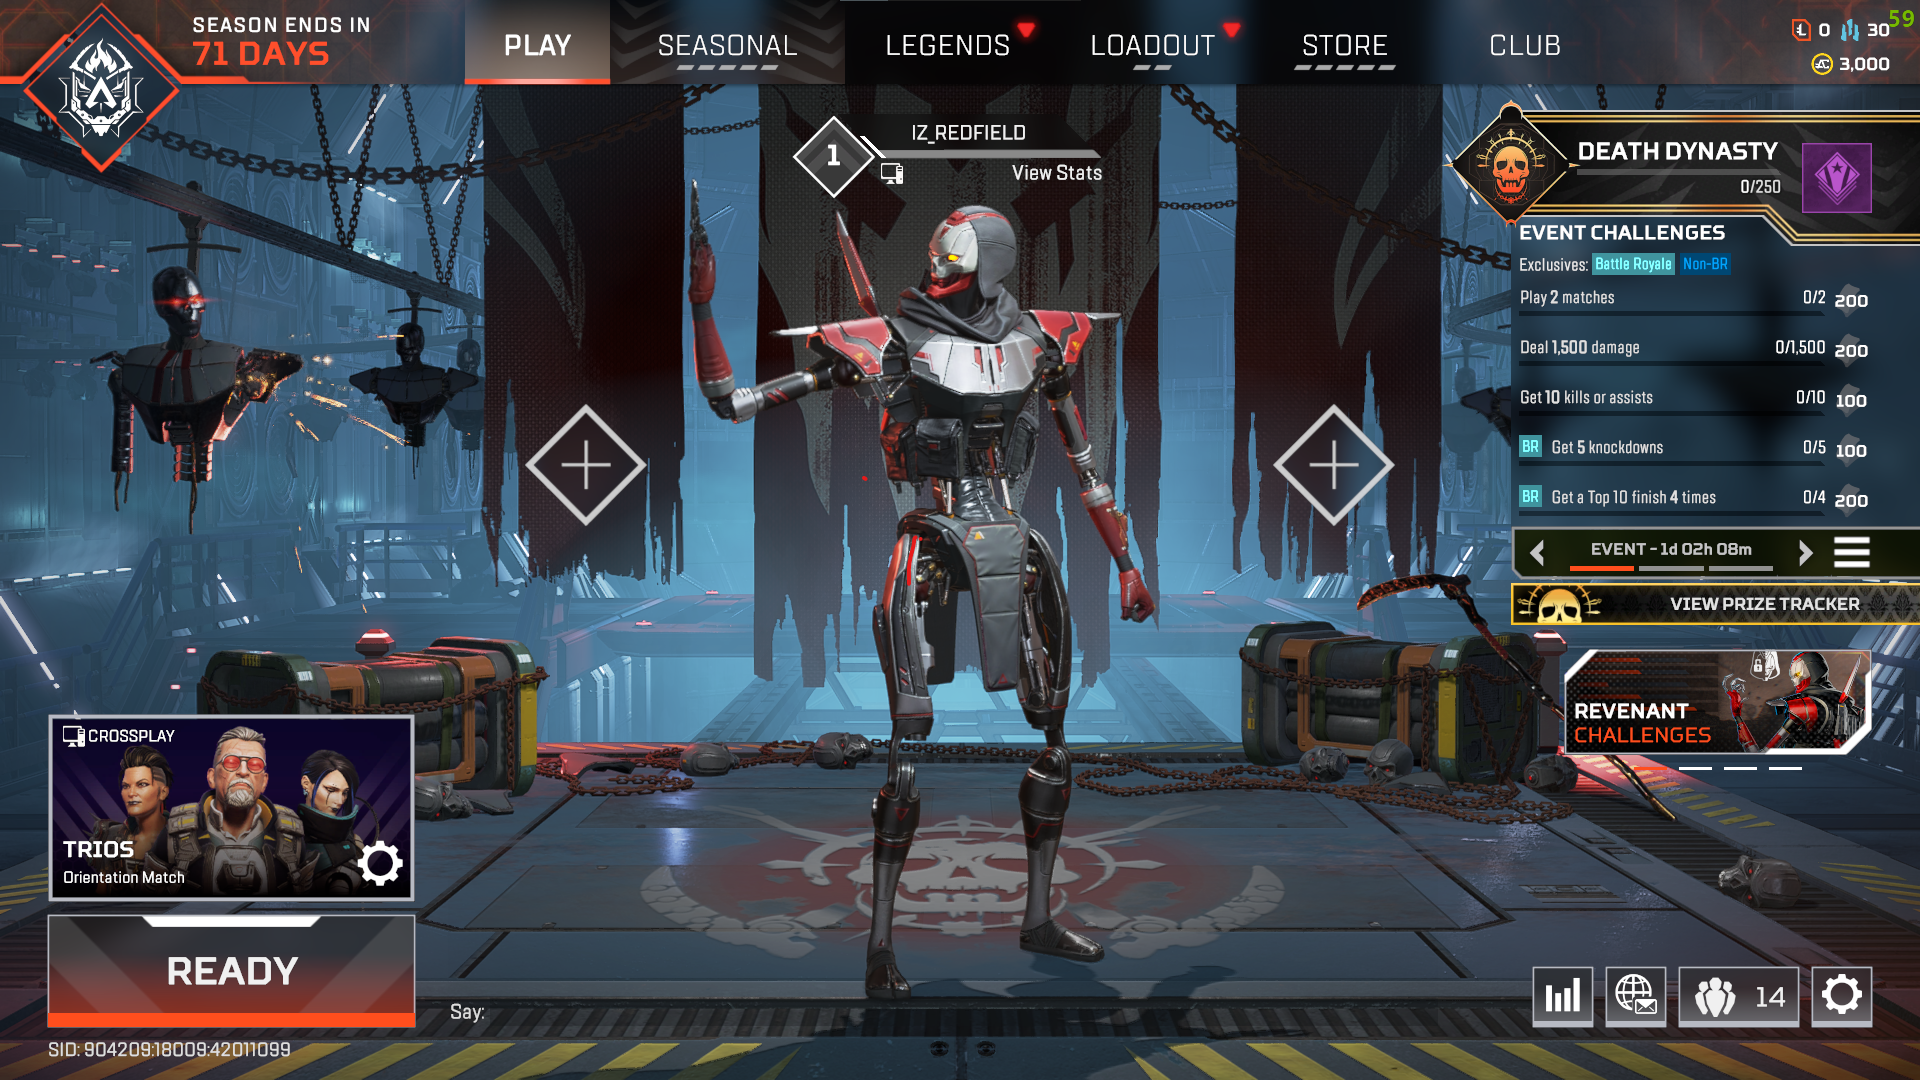 SEASON ENDS IN
71 DAYS
PLAY
SEASONAL
LEGENDS
LOADOUT
STORE
CLUB
59
0
30
3,000
1
IZ_REDFIELD
View Stats
DEATH DYNASTY
0/250
EVENT CHALLENGES
Exclusives: Battle Royale Non-BR
Play 2 matches 0/2 200
Deal 1,500 damage 0/1,500 200
Get 10 kills or assists 0/10 100
BR Get 5 knockdowns 0/5 100
BR Get a Top 10 finish 4 times 0/4 200
EVENT - 1d 02h 08m
VIEW PRIZE TRACKER
REVENANT
CHALLENGES
CROSSPLAY
TRIOS
Orientation Match
READY
Say:
14
SID: 904209:18009:42011099